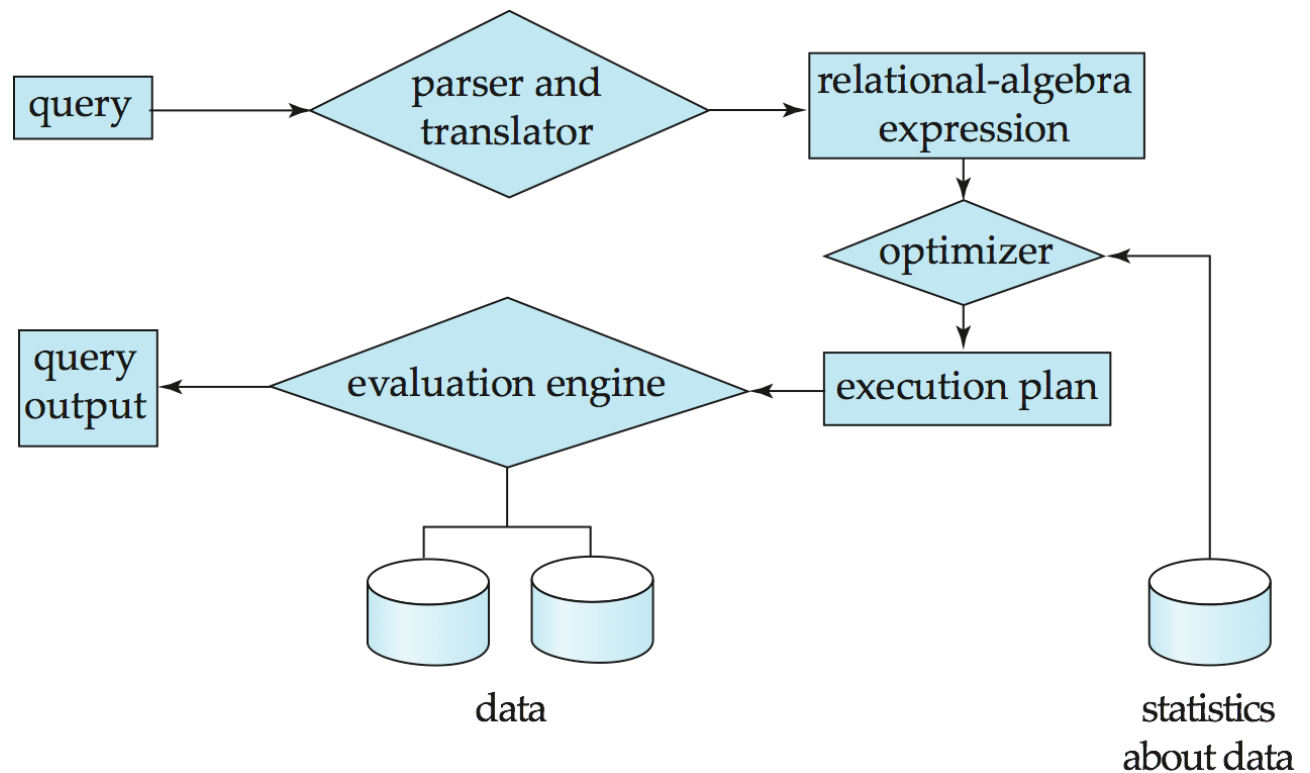 query
parser and
translator
relational-algebra
expression
optimizer
query
output
evaluation engine
execution plan
data
statistics
about data